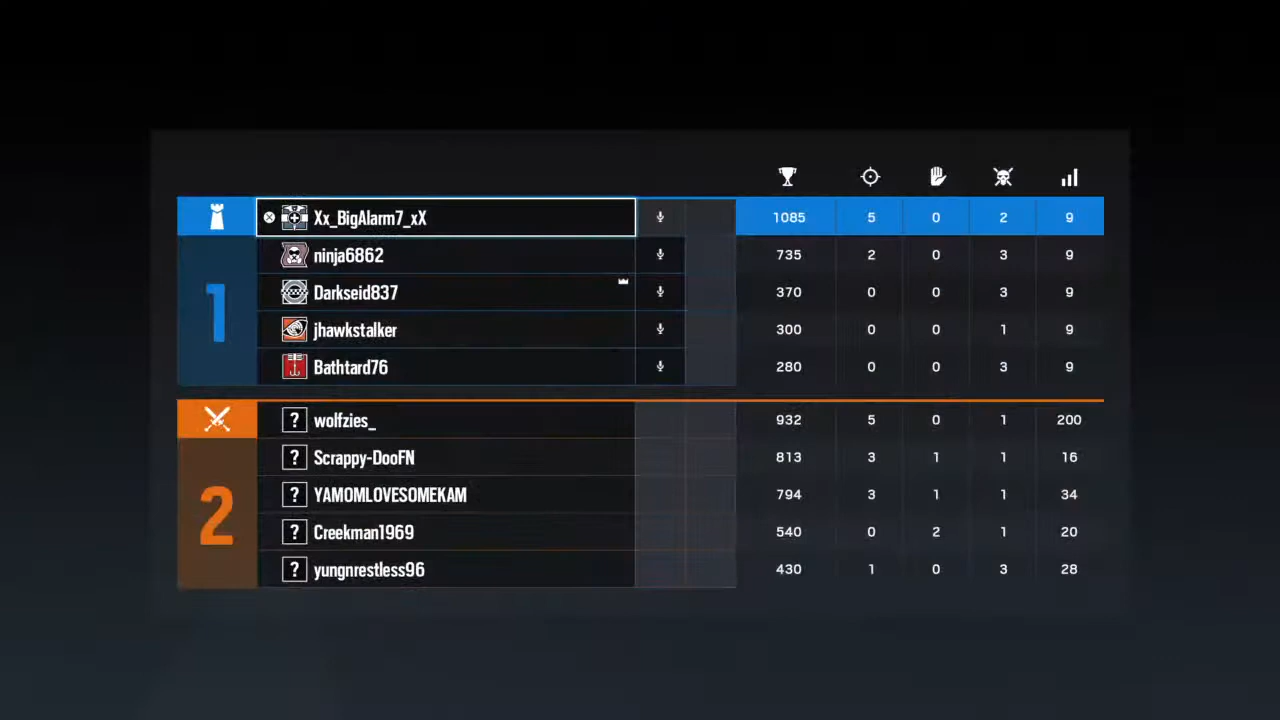 Xx_BigAlarm7_xX 1085 5 0 2 9
ninja6862 735 2 0 3 9
1
Darkseid837 370 0 0 3 9
jhawkstalker 300 0 0 1 9
Bathtard76 280 0 0 3 9
? wolfzies_ 932 5 0 1 200
? Scrappy-DooFN 813 3 1 1 16
2
? YAMOMLOVESOMEKAM 794 3 1 1 34
? Creekman1969 540 0 2 1 20
? yungnrestless96 430 1 0 3 28